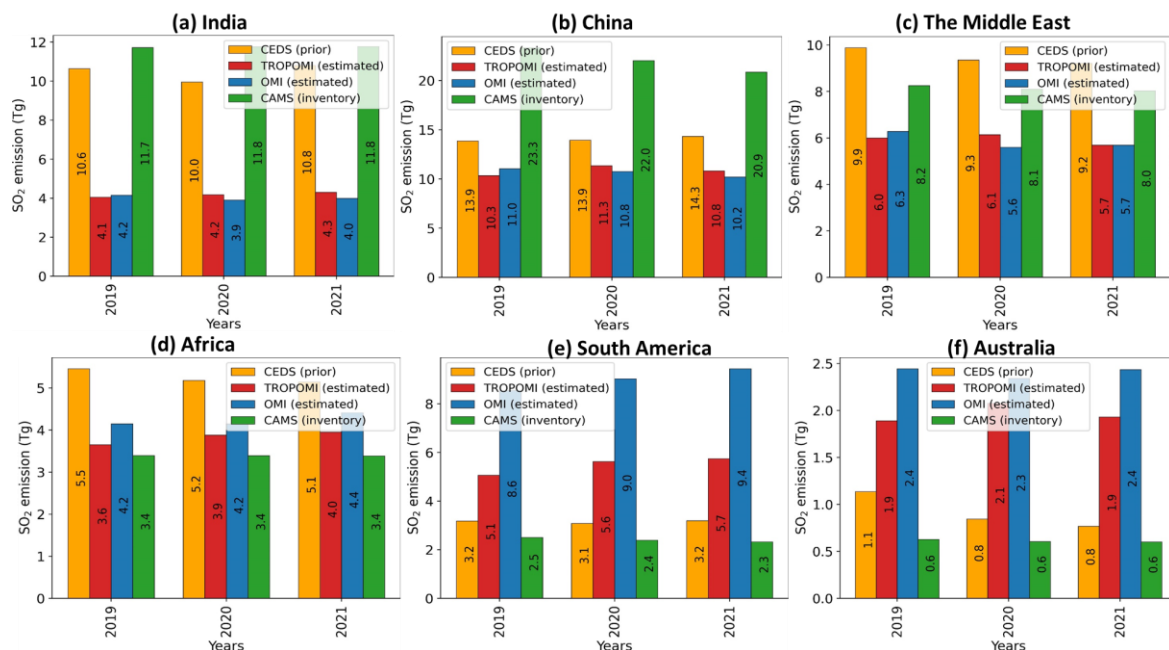 (a) India
SO₂ emission (Tg)
12
10
8
6
4
2
0
CEDS (prior)
TROPOMI (estimated)
OMI (estimated)
CAMS (inventory)
10.6
4.1
4.2
11.7
10.0
4.2
3.9
11.8
10.8
4.3
4.0
11.8
2019
2020
2021
Years
(b) China
SO₂ emission (Tg)
20
15
10
5
0
CEDS (prior)
TROPOMI (estimated)
OMI (estimated)
CAMS (inventory)
13.9
10.3
11.0
23.3
13.9
11.3
10.8
22.0
14.3
10.8
10.2
20.9
2019
2020
2021
Years
(c) The Middle East
SO₂ emission (Tg)
10
8
6
4
2
0
CEDS (prior)
TROPOMI (estimated)
OMI (estimated)
CAMS (inventory)
9.9
6.0
6.3
8.2
9.3
6.1
5.6
8.1
9.2
5.7
5.7
8.0
2019
2020
2021
Years
(d) Africa
SO₂ emission (Tg)
5
4
3
2
1
0
CEDS (prior)
TROPOMI (estimated)
OMI (estimated)
CAMS (inventory)
5.5
3.6
4.2
3.4
5.2
3.9
4.2
3.4
5.1
4.0
4.4
3.4
2019
2020
2021
Years
(e) South America
SO₂ emission (Tg)
8
6
4
2
0
CEDS (prior)
TROPOMI (estimated)
OMI (estimated)
CAMS (inventory)
3.2
5.1
8.6
2.5
3.1
5.6
9.0
2.4
3.2
5.7
9.4
2.3
2019
2020
2021
Years
(f) Australia
SO₂ emission (Tg)
2.5
2.0
1.5
1.0
0.5
0.0
CEDS (prior)
TROPOMI (estimated)
OMI (estimated)
CAMS (inventory)
1.1
1.9
2.4
0.6
0.8
2.1
2.3
0.6
0.8
1.9
2.4
0.6
2019
2020
2021
Years